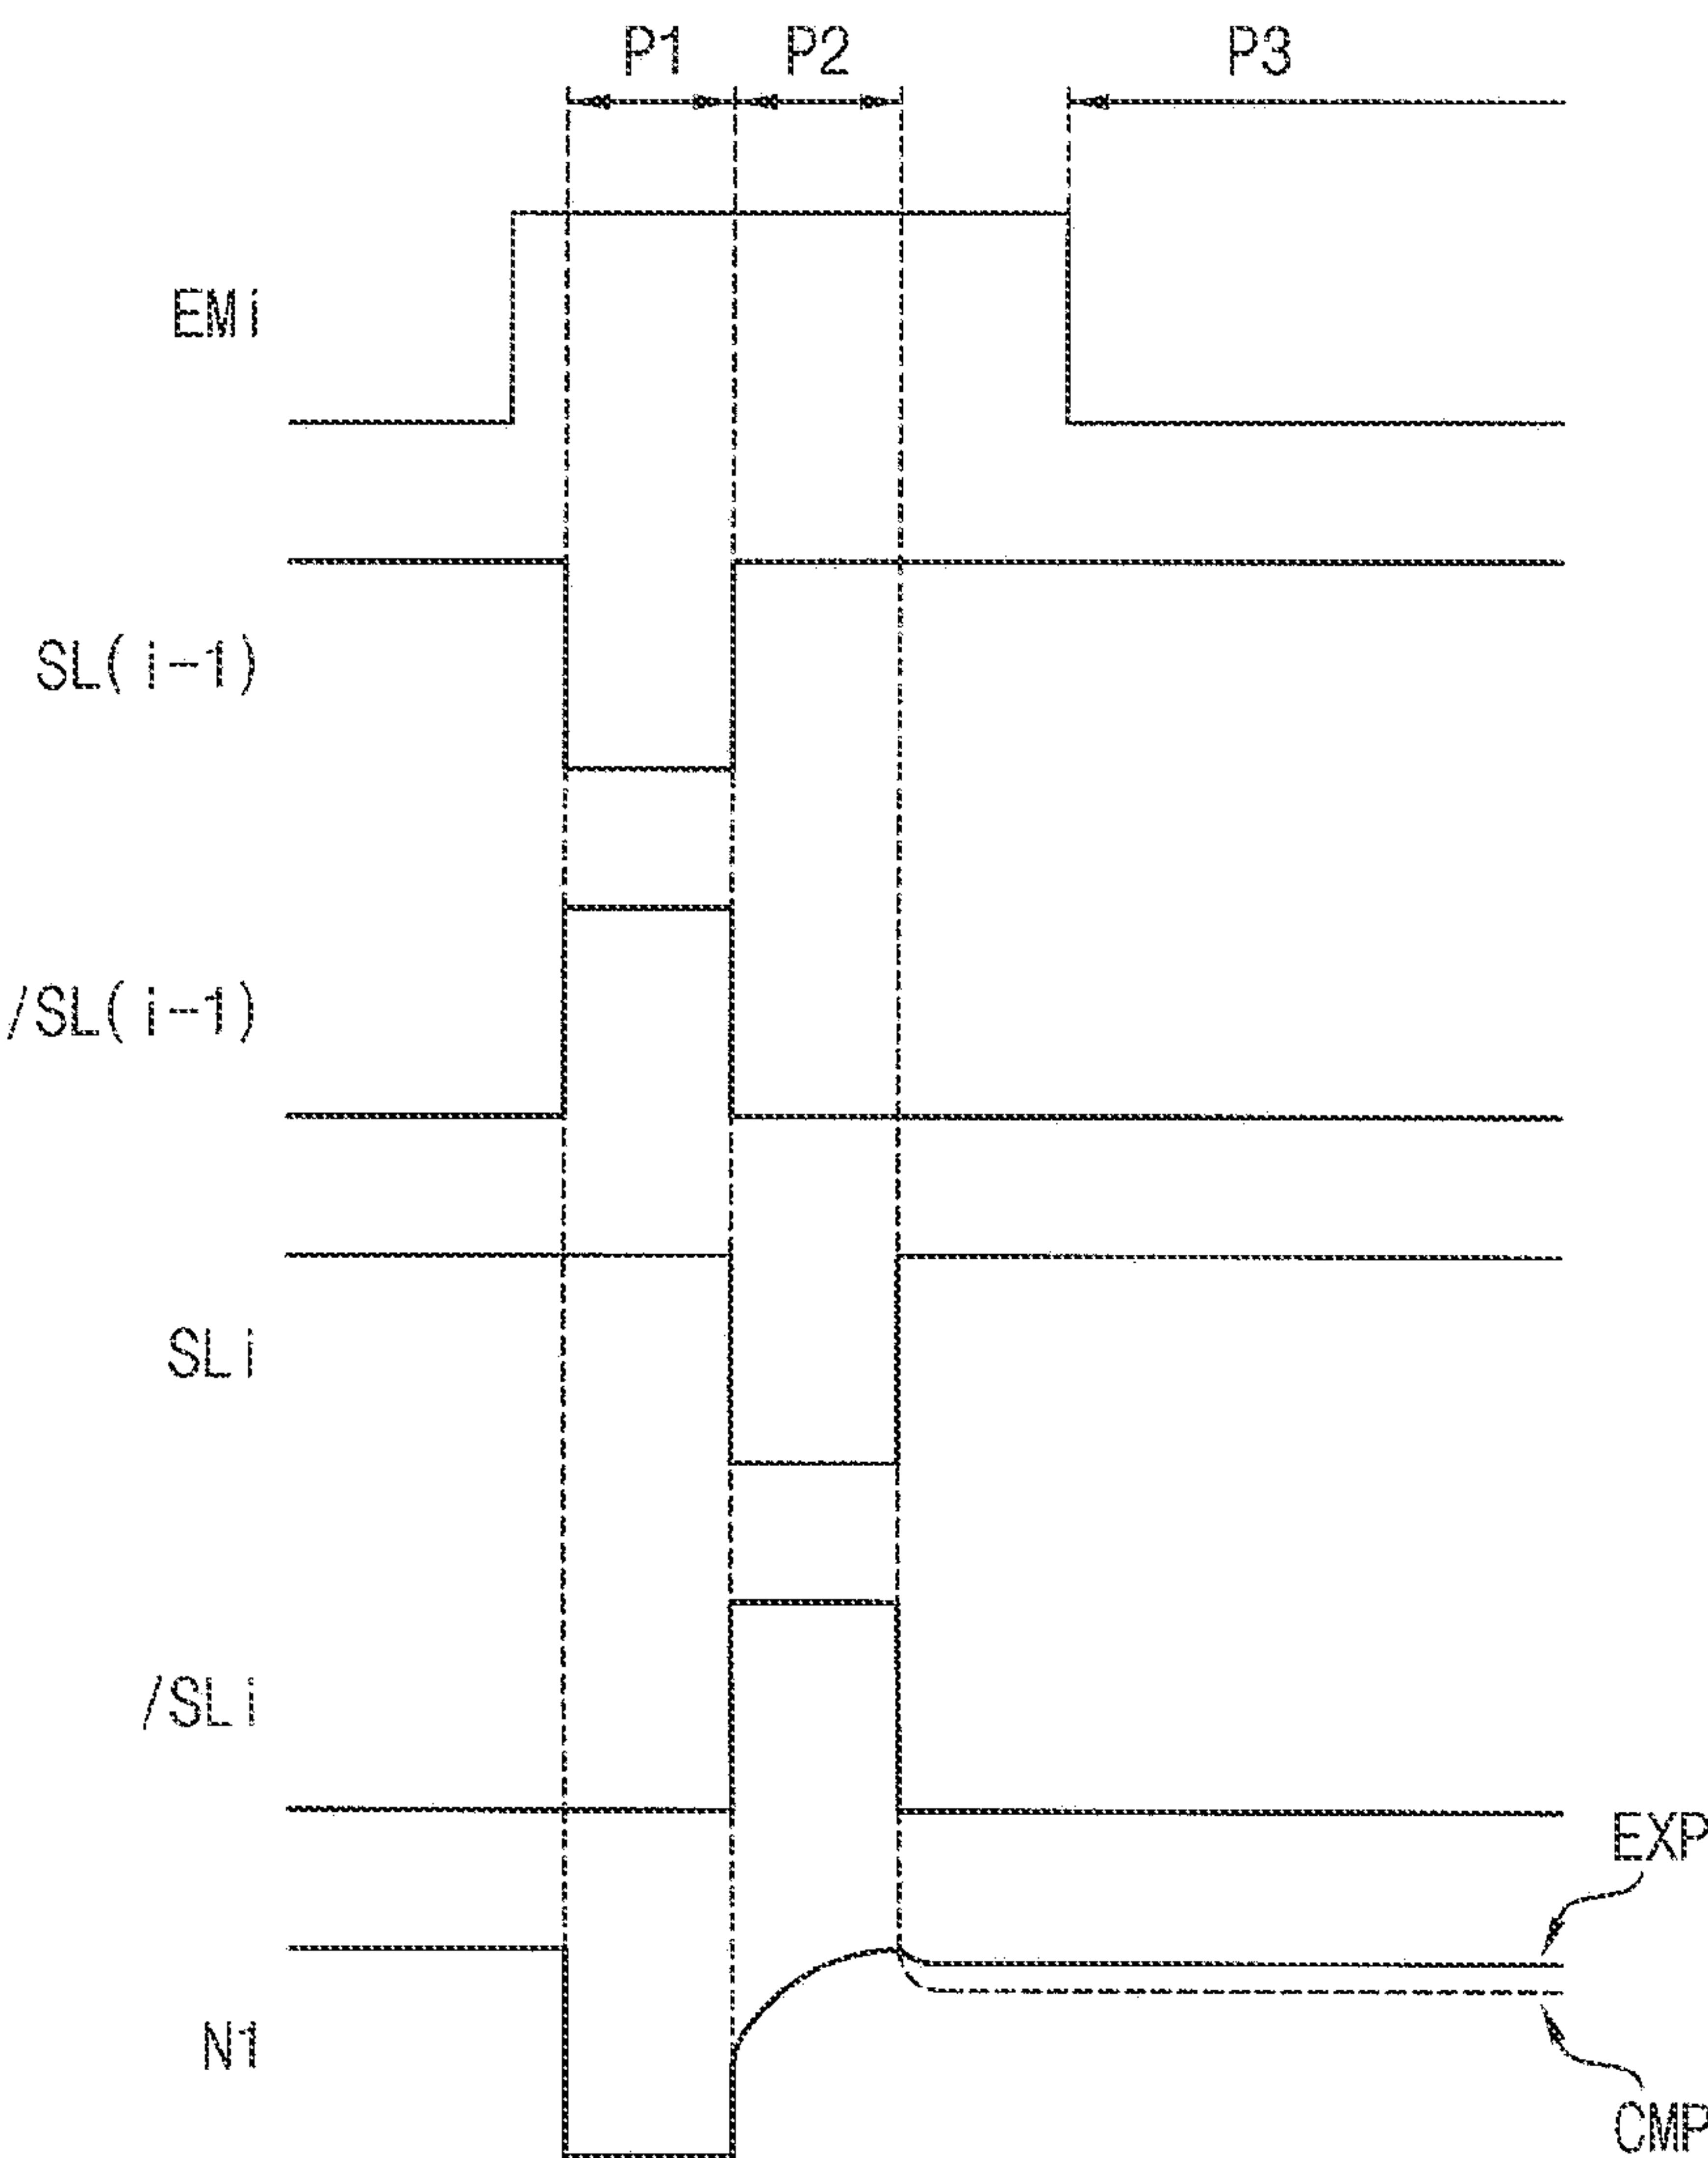 P1 P2 P3
EMi
SL(i-1)
/SL(i-1)
SLi
/SLi
EXP
N1
CMP